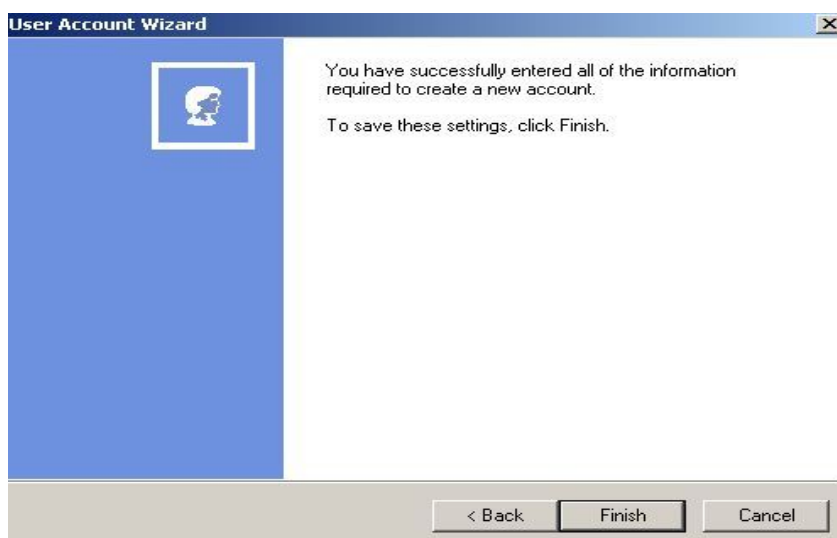 User Account Wizard
You have successfully entered all of the information
required to create a new account.
To save these settings, click Finish.
< Back
Finish
Cancel